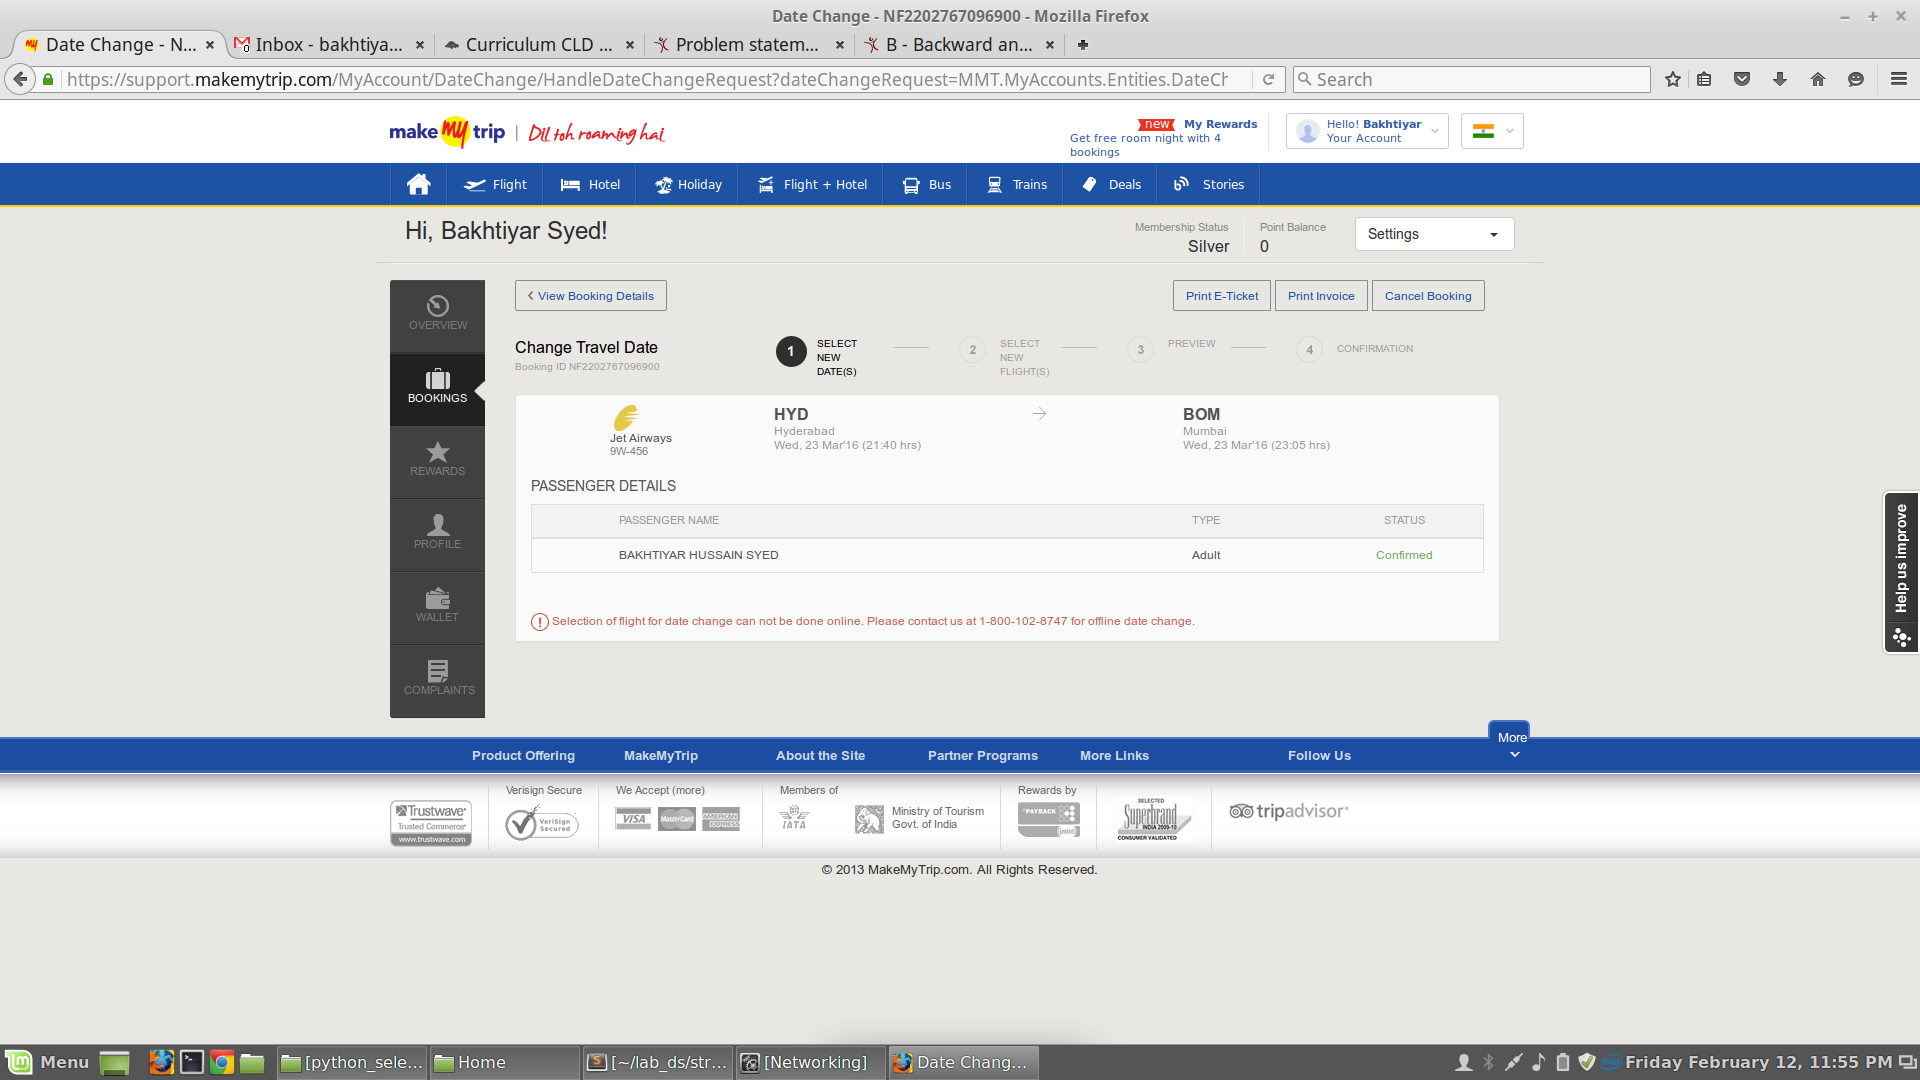 Date Change - NF2202767096900 - Mozilla Firefox
Date Change - N...
Inbox - bakhtiya...
Curriculum CLD ...
Problem statem...
B - Backward an...
https://support.makemytrip.com/MyAccount/DateChange/HandleDateChangeRequest?dateChangeRequest=MMT.MyAccounts.Entities.DateCh
Search
make my trip | Dil toh roaming hai
new My Rewards
Get free room night with 4
bookings
Hello! Bakhtiyar
Your Account
Flight
Hotel
Holiday
Flight + Hotel
Bus
Trains
Deals
Stories
Hi, Bakhtiyar Syed!
Membership Status
Silver
Point Balance
0
Settings
OVERVIEW
BOOKINGS
REWARDS
PROFILE
WALLET
COMPLAINTS
View Booking Details
Print E-Ticket
Print Invoice
Cancel Booking
Change Travel Date
Booking ID NF2202767096900
1
SELECT
NEW
DATE(S)
2
SELECT
NEW
FLIGHT(S)
3
PREVIEW
4
CONFIRMATION
Jet Airways
9W-456
HYD
Hyderabad
Wed, 23 Mar'16 (21:40 hrs)
BOM
Mumbai
Wed, 23 Mar'16 (23:05 hrs)
PASSENGER DETAILS
PASSENGER NAME TYPE STATUS
BAKHTIYAR HUSSAIN SYED Adult Confirmed
! Selection of flight for date change can not be done online. Please contact us at 1-800-102-8747 for offline date change.
Help us improve
More
Product Offering
MakeMyTrip
About the Site
Partner Programs
More Links
Follow Us
Trustwave
Trusted Commerce
www.trustwave.com
Verisign Secure
VeriSign
Secured
We Accept (more)
VISA
MasterCard
AMERICAN
EXPRESS
Members of
IATA
Ministry of Tourism
Govt. of India
Rewards by
PAYBACK
SELECTED
Superbrand
INDIA 2009-10
CONSUMER VALIDATED
tripadvisor
© 2013 MakeMyTrip.com. All Rights Reserved.
Menu
[python_sele...
Home
[~/lab_ds/str...
[Networking]
Date Chang...
Friday February 12, 11:55 PM